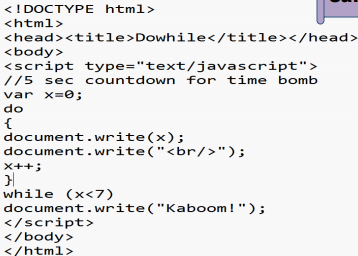 <!DOCTYPE html>
<html>
<head><title>Dowhile</title></head>
<body>
<script type="text/javascript">
//5 sec countdown for time bomb
var x=0;
do
{
document.write(x);
document.write("<br/>");
x++;
}
while (x<7)
document.write("Kaboom!");
</script>
</body>
</html>